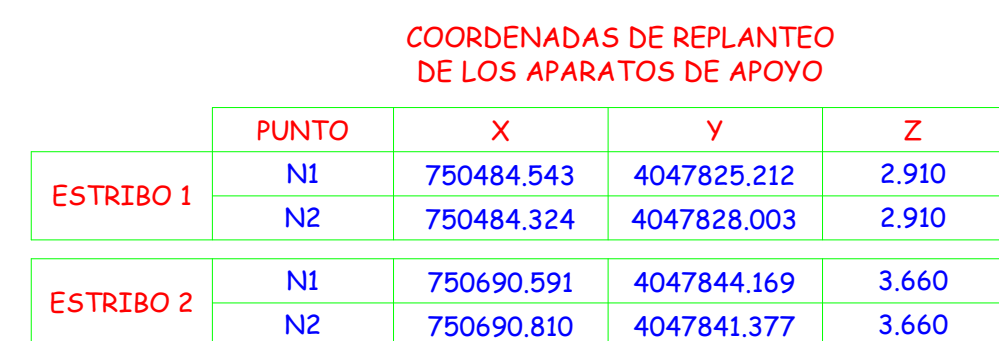 COORDENADAS DE REPLANTEO
DE LOS APARATOS DE APOYO
PUNTO X Y Z
ESTRIBO 1
N1 750484.543 4047825.212 2.910
N2 750484.324 4047828.003 2.910
ESTRIBO 2
N1 750690.591 4047844.169 3.660
N2 750690.810 4047841.377 3.660